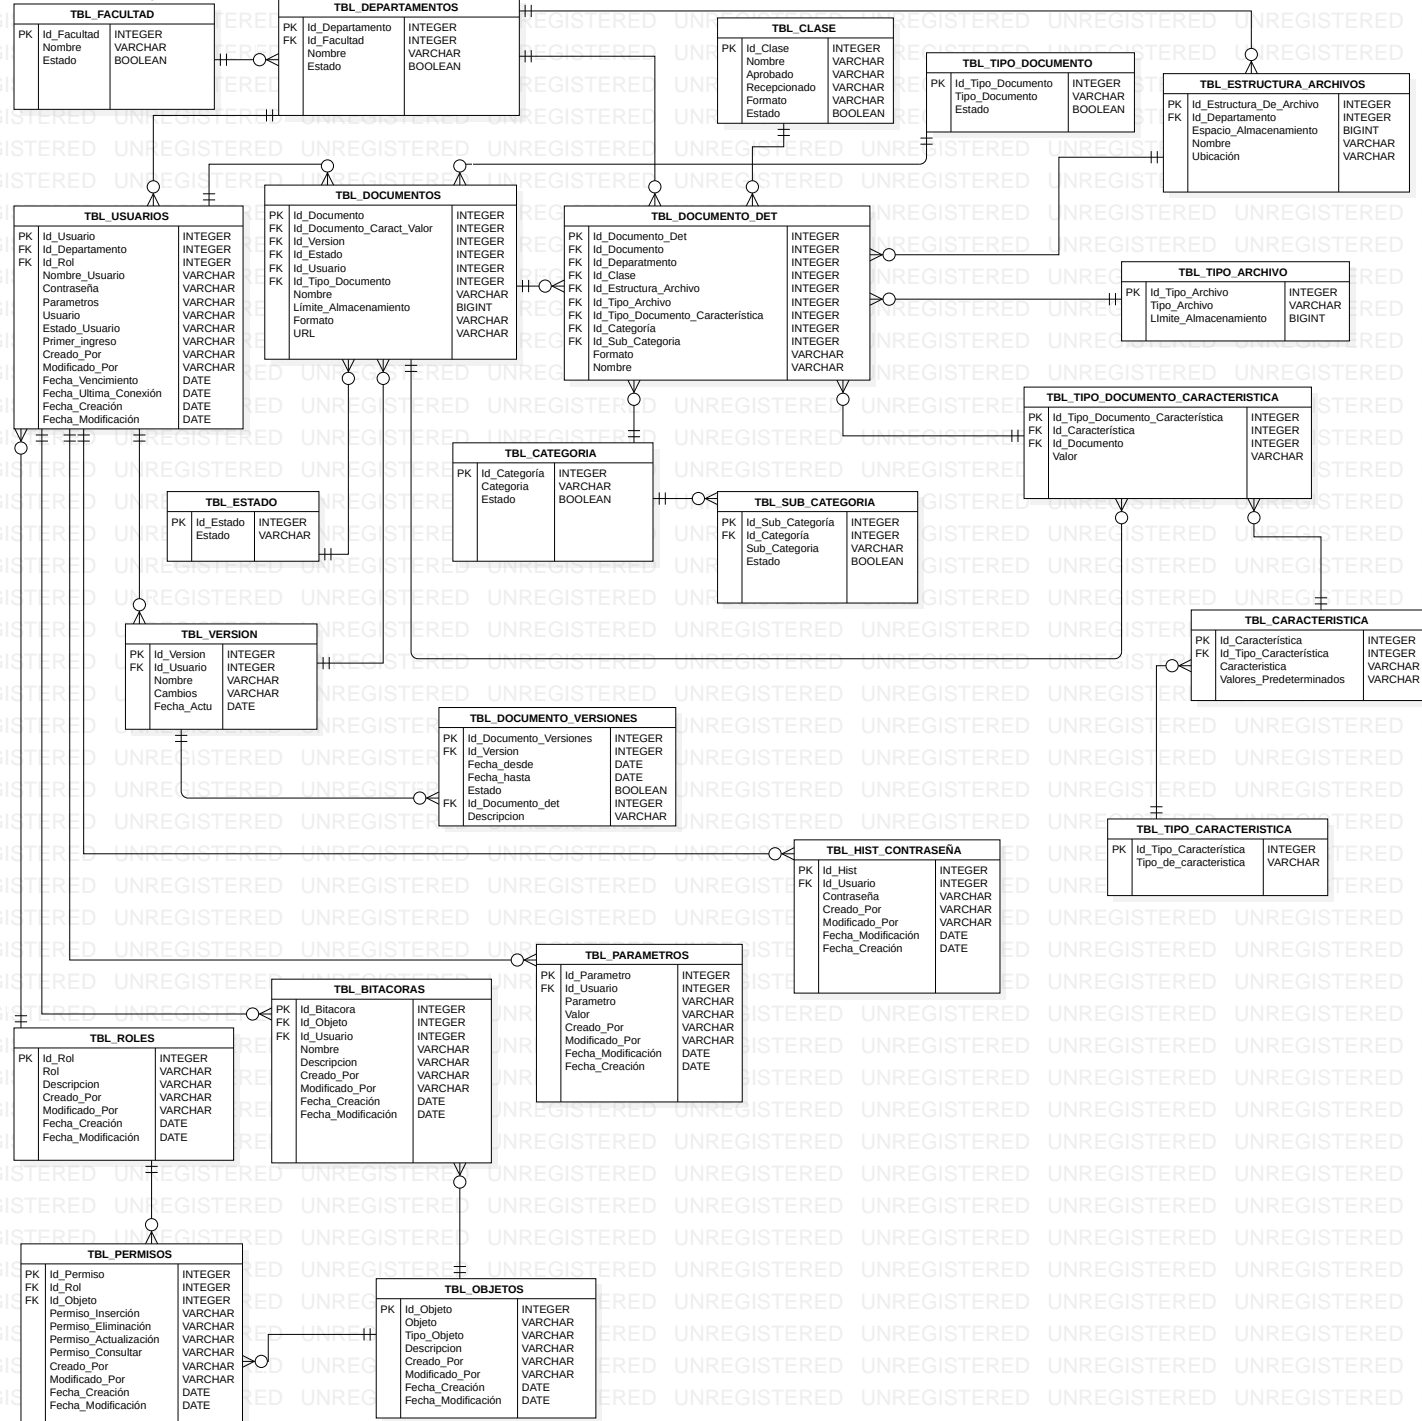 TBL_FACULTAD
PK Id_Facultad INTEGER
Nombre VARCHAR
Estado BOOLEAN
TBL_DEPARTAMENTOS
PK Id_Departamento INTEGER
FK Id_Facultad INTEGER
Nombre VARCHAR
Estado BOOLEAN
TBL_CLASE
PK Id_Clase INTEGER
Nombre VARCHAR
Aprobado VARCHAR
Recepcionado VARCHAR
Formato VARCHAR
Estado BOOLEAN
TBL_TIPO_DOCUMENTO
PK Id_Tipo_Documento INTEGER
Tipo_Documento VARCHAR
Estado BOOLEAN
TBL_ESTRUCTURA_ARCHIVOS
PK Id_Estructura_De_Archivo INTEGER
FK Id_Departamento INTEGER
Espacio_Almacenamiento BIGINT
Nombre VARCHAR
Ubicación VARCHAR
TBL_USUARIOS
PK Id_Usuario INTEGER
FK Id_Departamento INTEGER
FK Id_Rol INTEGER
Nombre_Usuario VARCHAR
Contraseña VARCHAR
Parametros VARCHAR
Usuario VARCHAR
Estado_Usuario VARCHAR
Primer_ingreso VARCHAR
Creado_Por VARCHAR
Modificado_Por VARCHAR
Fecha_Vencimiento DATE
Fecha_Ultima_Conexión DATE
Fecha_Creación DATE
Fecha_Modificación DATE
TBL_DOCUMENTOS
PK Id_Documento INTEGER
FK Id_Documento_Caract_Valor INTEGER
FK Id_Version INTEGER
FK Id_Estado INTEGER
FK Id_Usuario INTEGER
FK Id_Tipo_Documento INTEGER
Nombre VARCHAR
Límite_Almacenamiento BIGINT
Formato VARCHAR
URL VARCHAR
TBL_DOCUMENTO_DET
PK Id_Documento_Det INTEGER
FK Id_Documento INTEGER
FK Id_Deparatmento INTEGER
FK Id_Clase INTEGER
FK Id_Estructura_Archivo INTEGER
FK Id_Tipo_Archivo INTEGER
FK Id_Tipo_Documento_Característica INTEGER
FK Id_Categoría INTEGER
FK Id_Sub_Categoria INTEGER
Formato VARCHAR
Nombre VARCHAR
TBL_TIPO_ARCHIVO
PK Id_Tipo_Archivo INTEGER
Tipo_Archivo VARCHAR
LImite_Almacenamiento BIGINT
TBL_TIPO_DOCUMENTO_CARACTERISTICA
PK Id_Tipo_Documento_Característica INTEGER
FK Id_Característica INTEGER
FK Id_Documento INTEGER
Valor VARCHAR
TBL_CATEGORIA
PK Id_Categoría INTEGER
Categoria VARCHAR
Estado BOOLEAN
TBL_SUB_CATEGORIA
PK Id_Sub_Categoría INTEGER
FK Id_Categoría INTEGER
Sub_Categoria VARCHAR
Estado BOOLEAN
TBL_ESTADO
PK Id_Estado INTEGER
Estado VARCHAR
TBL_VERSION
PK Id_Version INTEGER
FK Id_Usuario INTEGER
Nombre VARCHAR
Cambios VARCHAR
Fecha_Actu DATE
TBL_CARACTERISTICA
PK Id_Característica INTEGER
FK Id_Tipo_Característica INTEGER
Caracteristica VARCHAR
Valores_Predeterminados VARCHAR
TBL_DOCUMENTO_VERSIONES
PK Id_Documento_Versiones INTEGER
FK Id_Version INTEGER
Fecha_desde DATE
Fecha_hasta DATE
Estado BOOLEAN
FK Id_Documento_det INTEGER
Descripcion VARCHAR
TBL_TIPO_CARACTERISTICA
PK Id_Tipo_Característica INTEGER
Tipo_de_caracteristica VARCHAR
TBL_HIST_CONTRASEÑA
PK Id_Hist INTEGER
FK Id_Usuario INTEGER
Contraseña VARCHAR
Creado_Por VARCHAR
Modificado_Por VARCHAR
Fecha_Modificación DATE
Fecha_Creación DATE
TBL_PARAMETROS
PK Id_Parametro INTEGER
FK Id_Usuario INTEGER
Parametro VARCHAR
Valor VARCHAR
Creado_Por VARCHAR
Modificado_Por VARCHAR
Fecha_Modificación DATE
Fecha_Creación DATE
TBL_BITACORAS
PK Id_Bitacora INTEGER
FK Id_Objeto INTEGER
FK Id_Usuario INTEGER
Nombre VARCHAR
Descripcion VARCHAR
Creado_Por VARCHAR
Modificado_Por VARCHAR
Fecha_Creación DATE
Fecha_Modificación DATE
TBL_ROLES
PK Id_Rol INTEGER
Rol VARCHAR
Descripcion VARCHAR
Creado_Por VARCHAR
Modificado_Por VARCHAR
Fecha_Creación DATE
Fecha_Modificación DATE
TBL_PERMISOS
PK Id_Permiso INTEGER
FK Id_Rol INTEGER
FK Id_Objeto INTEGER
Permiso_Inserción VARCHAR
Permiso_Eliminación VARCHAR
Permiso_Actualización VARCHAR
Permiso_Consultar VARCHAR
Creado_Por VARCHAR
Modificado_Por VARCHAR
Fecha_Creación DATE
Fecha_Modificación DATE
TBL_OBJETOS
PK Id_Objeto INTEGER
Objeto VARCHAR
Tipo_Objeto VARCHAR
Descripcion VARCHAR
Creado_Por VARCHAR
Modificado_Por VARCHAR
Fecha_Creación DATE
Fecha_Modificación DATE
UNREGISTERED